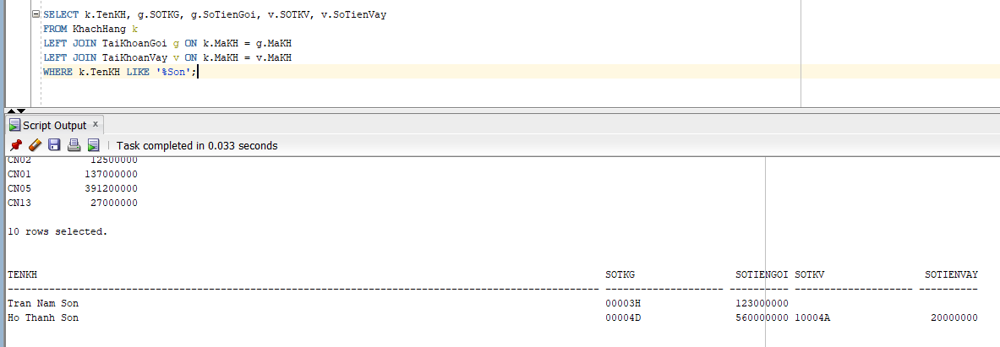 SELECT k.TenKH, g.SOTKG, g.SoTienGoi, v.SOTKV, v.SoTienVay
FROM KhachHang k
LEFT JOIN TaiKhoanGoi g ON k.MaKH = g.MaKH
LEFT JOIN TaiKhoanVay v ON k.MaKH = v.MaKH
WHERE k.TenKH LIKE '%Son';
Script Output x
Task completed in 0.033 seconds
CN02 12500000
CN01 137000000
CN05 391200000
CN13 27000000
10 rows selected.
TENKH SOTKG SOTIENGOI SOTKV SOTIENVAY
Tran Nam Son 00003H 123000000
Ho Thanh Son 00004D 560000000 10004A 20000000